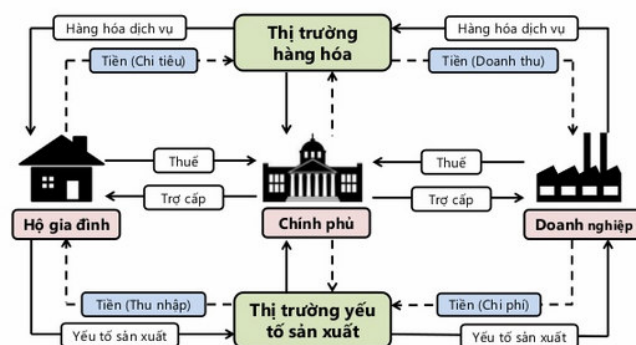 Hàng hóa dịch vụ
Thị trường
hàng hóa
Hàng hóa dịch vụ
Tiền (Chi tiêu)
Tiền (Doanh thu)
Thuế
Thuế
Trợ cấp
Trợ cấp
Hộ gia đình
Chính phủ
Doanh nghiệp
Tiền (Thu nhập)
Thị trường yếu
tố sản xuất
Tiền (Chi phí)
Yếu tố sản xuất
Yếu tố sản xuất